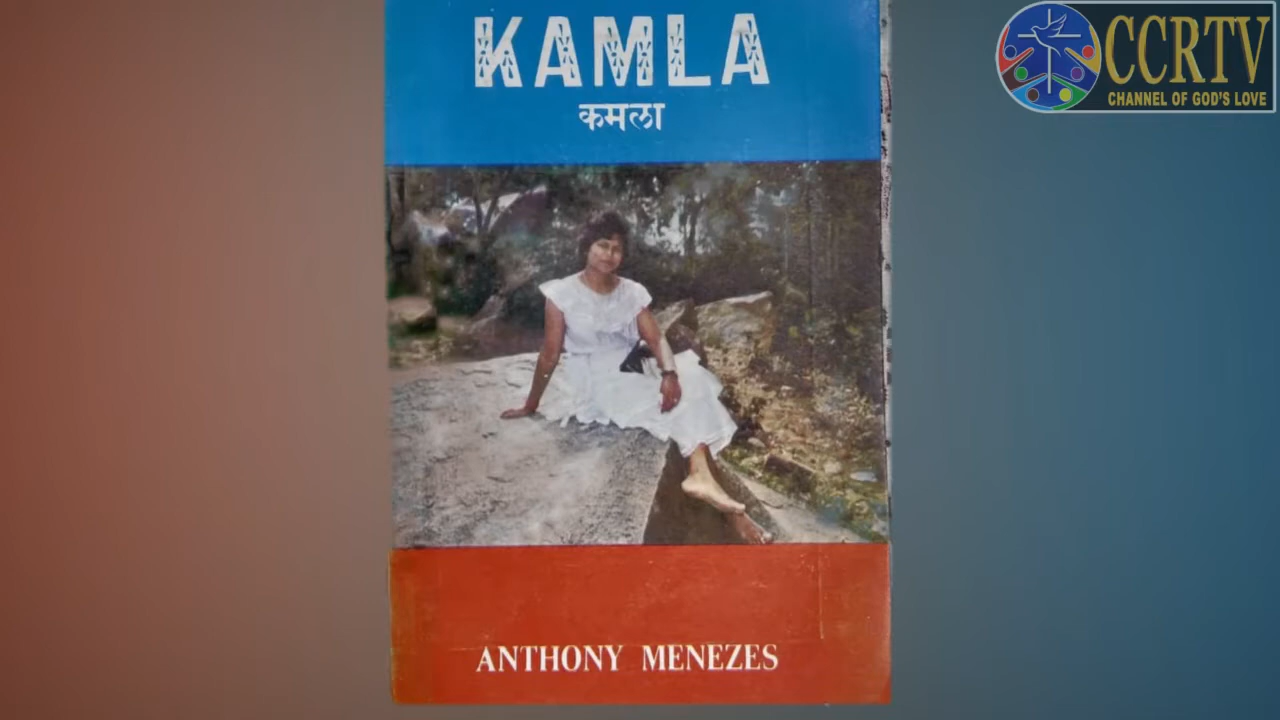 KAMLA
कमला
ANTHONY MENEZES
CCRTV
CHANNEL OF GOD'S LOVE